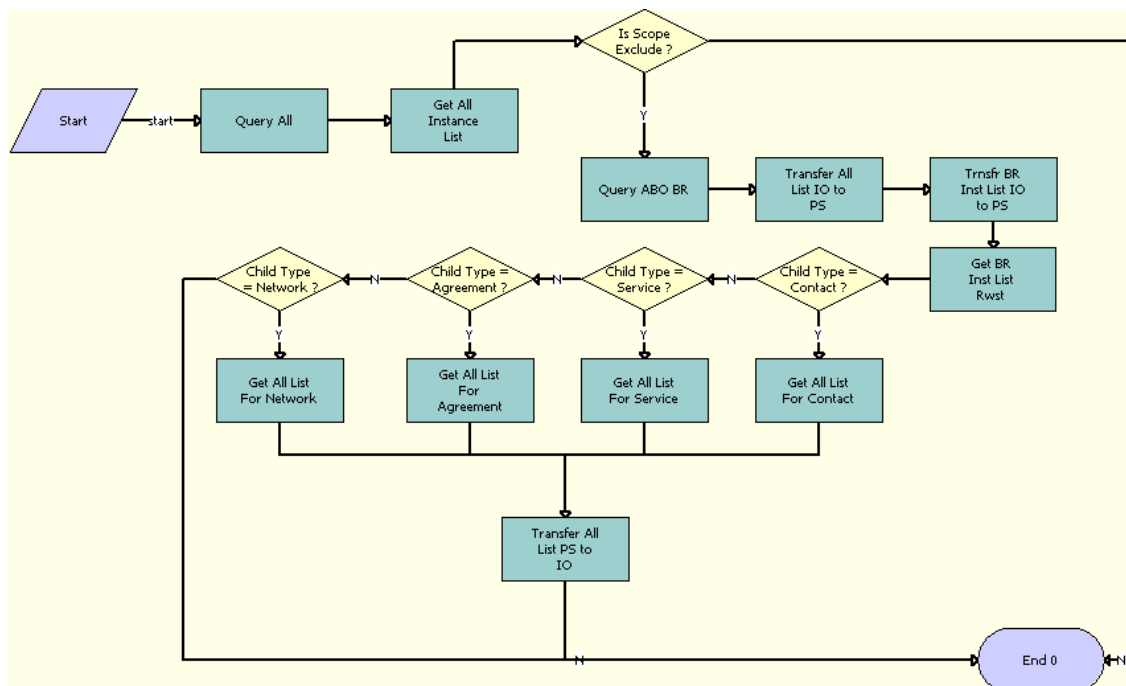 Is Scope
Exclude ?
Start
start
Query All
Get All
Instance
List
Y
Query ABO BR
Transfer All
List IO to
PS
Trnsfr BR
Inst List IO
to PS
Child Type
= Network ?
N
Child Type =
Agreement ?
N
Child Type =
Service ?
N
Child Type =
Contact ?
Get BR
Inst List
Rwst
Y
Y
Y
Y
Get All List
For Network
Get All List
For
Agreement
Get All List
For Service
Get All List
For Contact
Transfer All
List PS to
IO
N
End 0
N